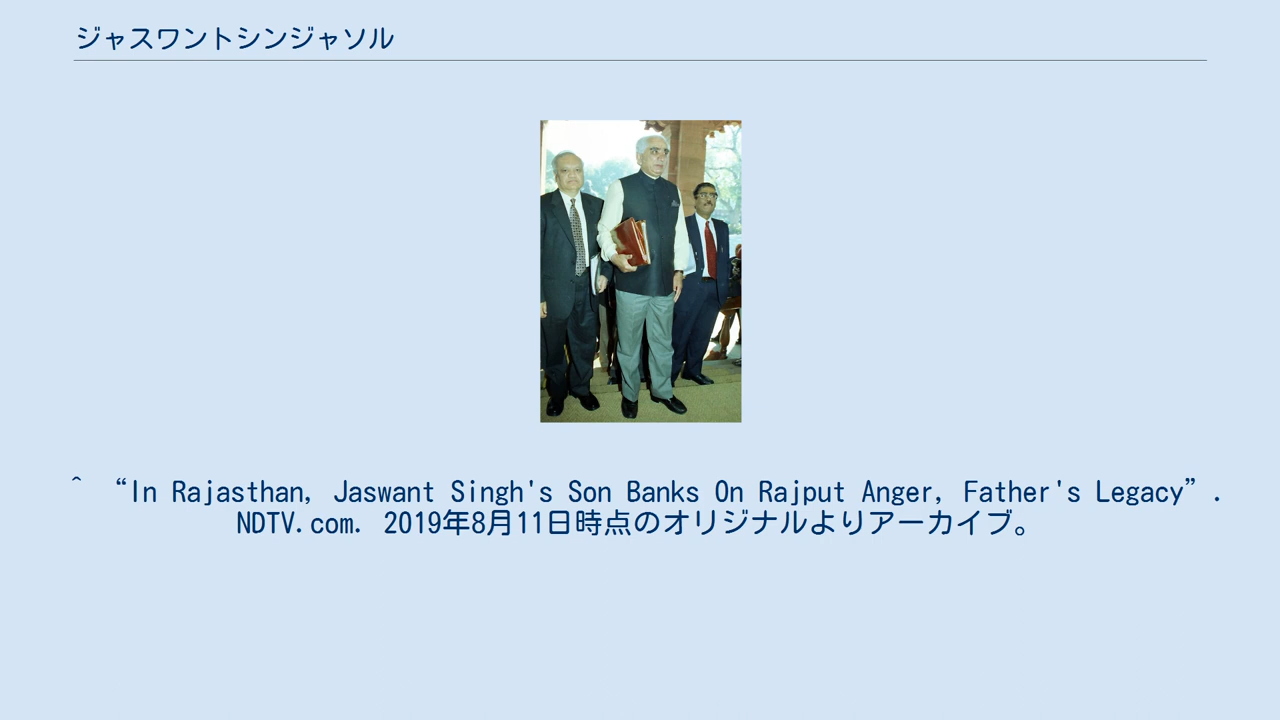 ジャスワントシンジャソル
^ “In Rajasthan, Jaswant Singh's Son Banks On Rajput Anger, Father's Legacy”.
NDTV.com. 2019年8月11日時点のオリジナルよりアーカイブ。